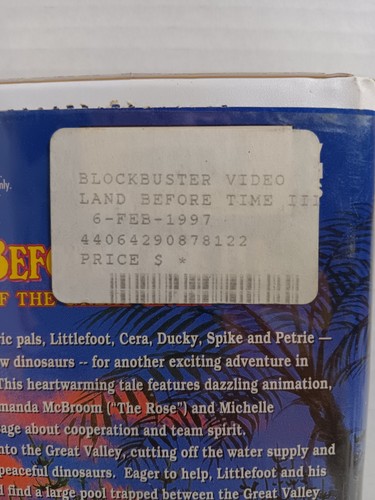 nly.
BLOCKBUSTER VIDEO
LAND BEFORE TIME III
6-FEB-1997
44064290878122
PRICE $ *
BEFO
OF THE
ric pals, Littlefoot, Cera, Ducky, Spike and Petrie —
w dinosaurs -- for another exciting adventure in
This heartwarming tale features dazzling animation,
manda McBroom ("The Rose") and Michelle
age about cooperation and team spirit.
nto the Great Valley, cutting off the water supply and
peaceful dinosaurs. Eager to help, Littlefoot and his
d find a large pool trapped between the Great Valley